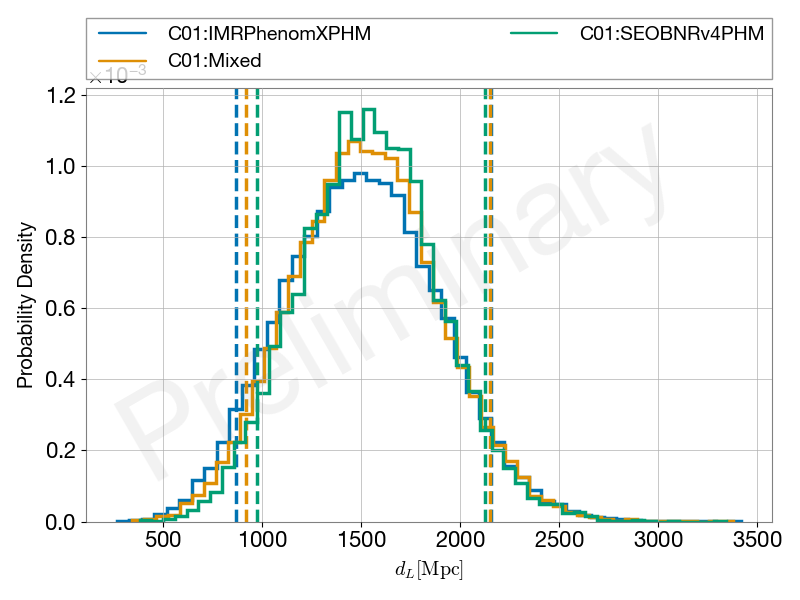 C01:IMRPhenomXPHM
C01:SEOBNRv4PHM
C01:Mixed
×10⁻³
1.2
1.0
0.8
0.6
0.4
0.2
0.0
Probability Density
Preliminary
500 1000 1500 2000 2500 3000 3500
d_L[Mpc]